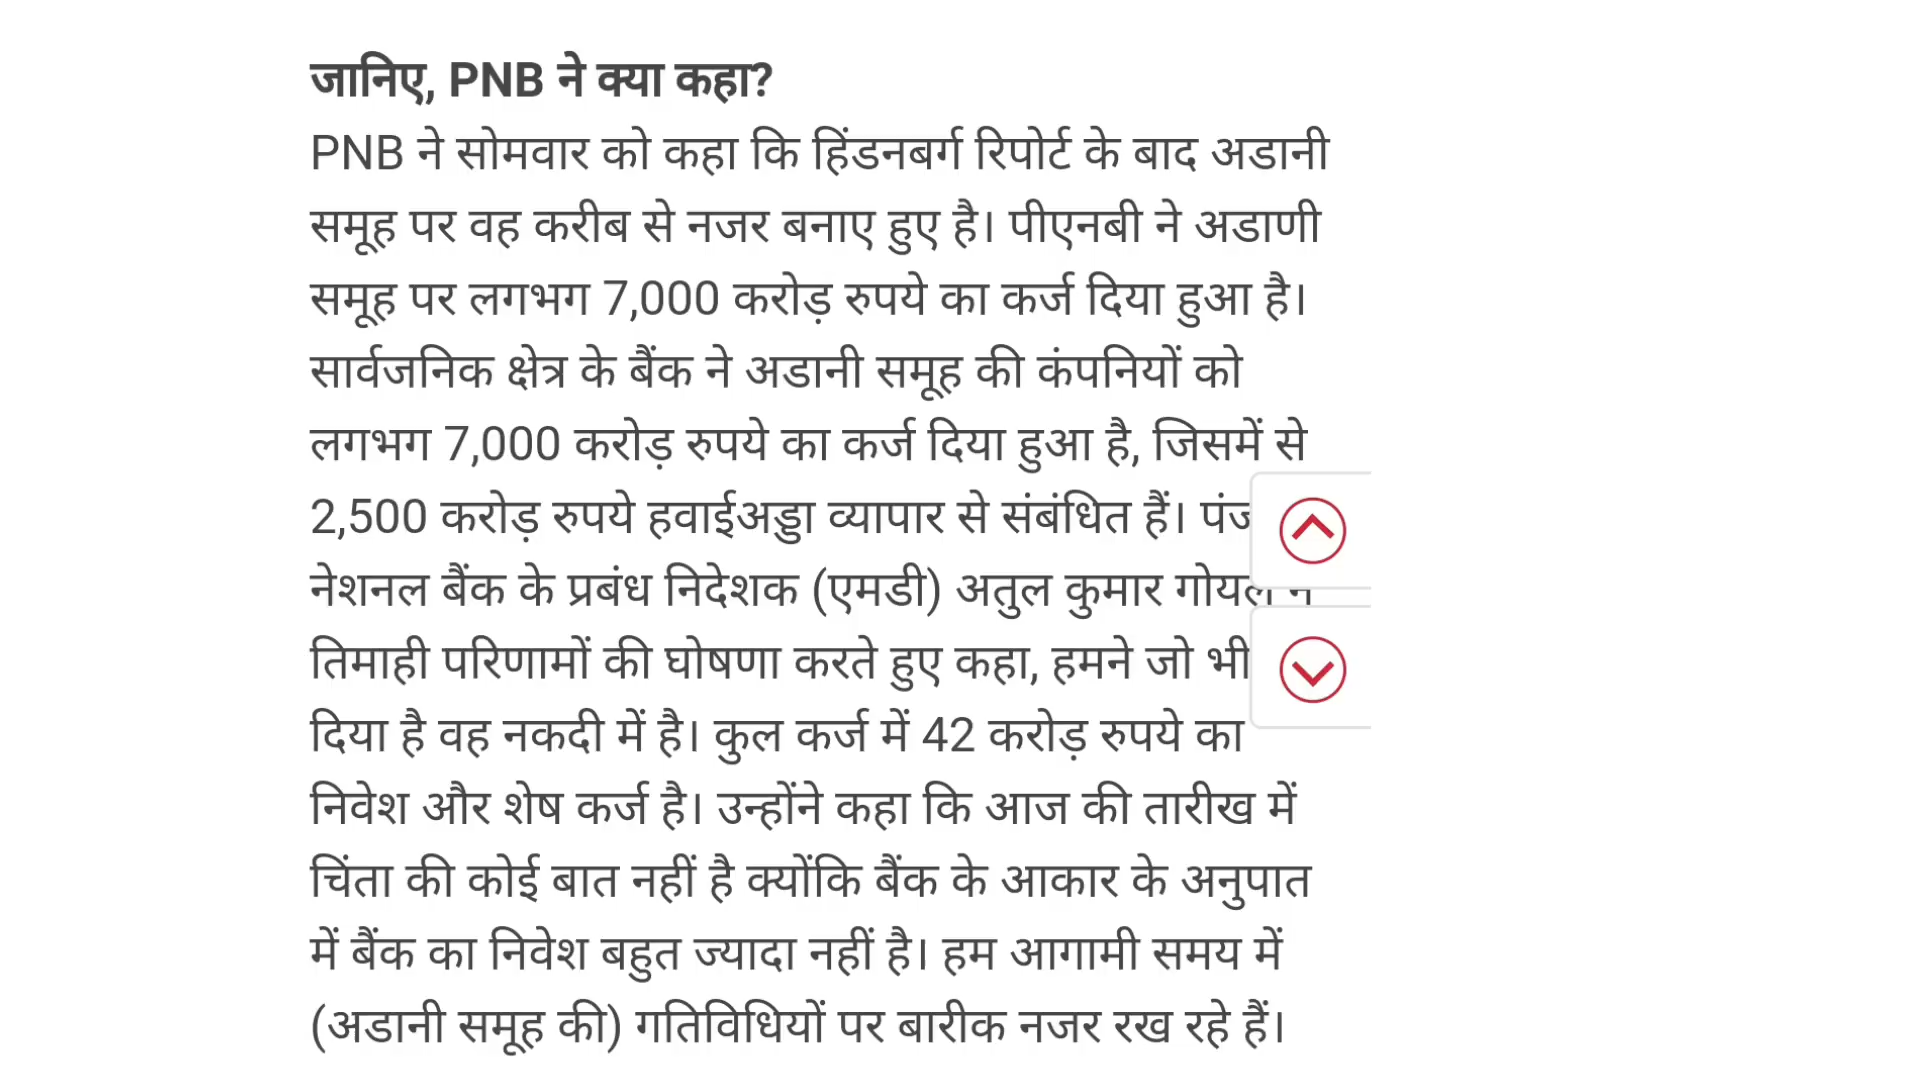 जानिए, PNB ने क्या कहा?
PNB ने सोमवार को कहा कि हिंडनबर्ग रिपोर्ट के बाद अडानी
समूह पर वह करीब से नजर बनाए हुए है। पीएनबी ने अडाणी
समूह पर लगभग 7,000 करोड़ रुपये का कर्ज दिया हुआ है।
सार्वजनिक क्षेत्र के बैंक ने अडानी समूह की कंपनियों को
लगभग 7,000 करोड़ रुपये का कर्ज दिया हुआ है, जिसमें से
2,500 करोड़ रुपये हवाईअड्डा व्यापार से संबंधित हैं।
नेशनल बैंक के प्रबंध निदेशक (एमडी) अतुल कुमार गोयल
तिमाही परिणामों की घोषणा करते हुए कहा, हमने जो भी
दिया है वह नकदी में है। कुल कर्ज में 42 करोड़ रुपये का
निवेश और शेष कर्ज है। उन्होंने कहा कि आज की तारीख में
चिंता की कोई बात नहीं है क्योंकि बैंक के आकार के अनुपात
में बैंक का निवेश बहुत ज्यादा नहीं है। हम आगामी समय में
(अडानी समूह की) गतिविधियों पर बारीक नजर रख रहे हैं।